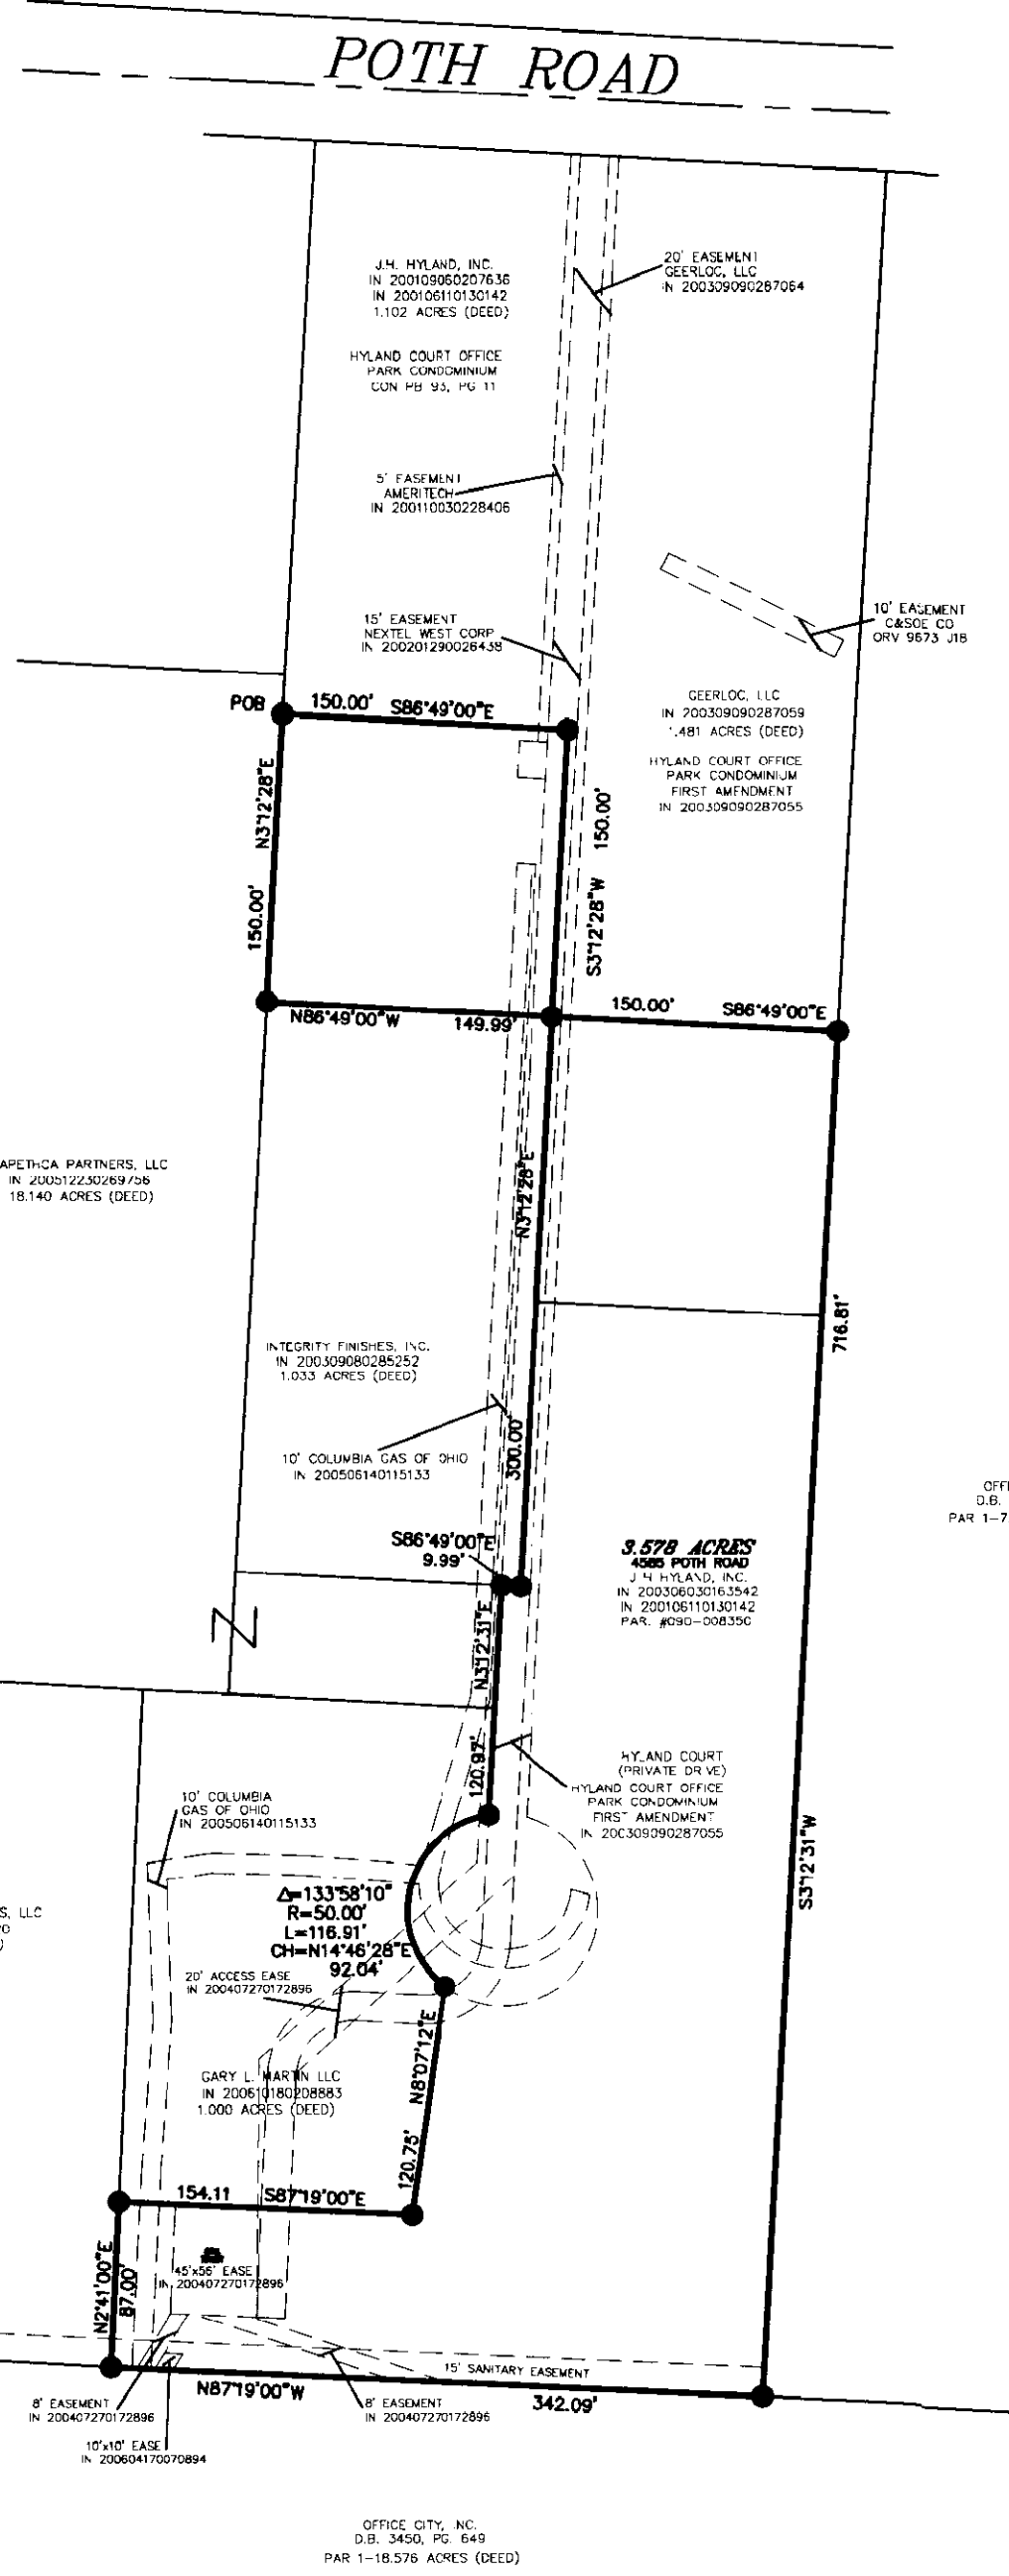 POTH ROAD
J.H. HYLAND, INC.
IN 200109060207636
IN 200106110130142
1.102 ACRES (DEED)
HYLAND COURT OFFICE
PARK CONDOMINIUM
CON PB 93, PG 11
20' EASEMENT
GEERLOC, LLC
IN 200309090287064
5' EASEMENT
AMERITECH
IN 200110030228406
15' EASEMENT
NEXTEL WEST CORP
IN 200201290026438
10' EASEMENT
C&SOE CO
ORV 9673 J18
POB
150.00' S86°49'00"E
GEERLOC, LLC
IN 200309090287059
1.481 ACRES (DEED)
HYLAND COURT OFFICE
PARK CONDOMINIUM
FIRST AMENDMENT
IN 200309090287055
N3°12'28"E
150.00'
150.00'
S3°12'28"W
N86°49'00"W 149.99'
150.00' S86°49'00"E
APETHCA PARTNERS, LLC
IN 200512230269756
18.140 ACRES (DEED)
N3°12'28"E
300.00'
716.81'
S3°12'31"W
INTEGRITY FINISHES, INC.
IN 200309080285252
1.033 ACRES (DEED)
10' COLUMBIA GAS OF OHIO
IN 200506140115133
OFFI
D.B.
PAR 1-7
S86°49'00"E
9.99'
3.578 ACRES
4585 POTH ROAD
J H HYLAND, INC.
IN 200306030163542
IN 200106110130142
PAR. #090-008350
Z
N3°12'31"E
120.97'
HYLAND COURT
(PRIVATE DRIVE)
HYLAND COURT OFFICE
PARK CONDOMINIUM
FIRST AMENDMENT
IN 200309090287055
10' COLUMBIA
GAS OF OHIO
IN 200506140115133
S, LLC
Δ=133°58'10"
R=50.00'
L=116.91'
CH=N14°46'28"E
92.04'
20' ACCESS EASE
IN 200407270172896
GARY L. MARTIN LLC
IN 200610180208883
1.000 ACRES (DEED)
N8°07'12"E
120.75'
154.11 S87°19'00"E
N2°41'00"E
87.00'
45'x56' EASE
IN 200407270172896
15' SANITARY EASEMENT
N87°19'00"W
342.09'
8' EASEMENT
IN 200407270172896
8' EASEMENT
IN 200407270172896
10'x10' EASE
IN 200604170070894
OFFICE CITY, INC.
D.B. 3450, PG. 649
PAR 1-18.576 ACRES (DEED)